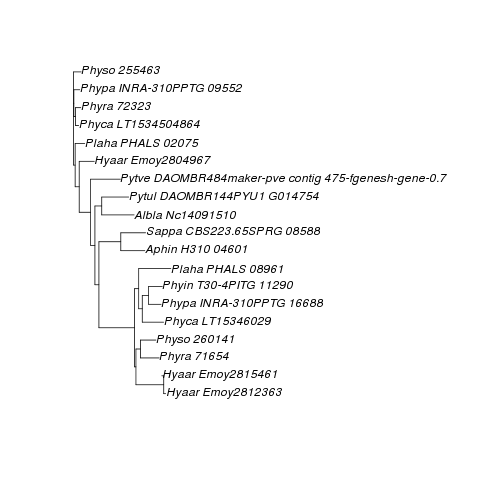 Physo 255463
Phypa INRA-310PPTG 09552
Phyra 72323
Phyca LT1534504864
Plaha PHALS 02075
Hyaar Emoy2804967
Pytve DAOMBR484maker-pve contig 475-fgenesh-gene-0.7
Pytul DAOMBR144PYU1 G014754
Albla Nc14091510
Sappa CBS223.65SPRG 08588
Aphin H310 04601
Plaha PHALS 08961
Phyin T30-4PITG 11290
Phypa INRA-310PPTG 16688
Phyca LT15346029
Physo 260141
Phyra 71654
Hyaar Emoy2815461
Hyaar Emoy2812363